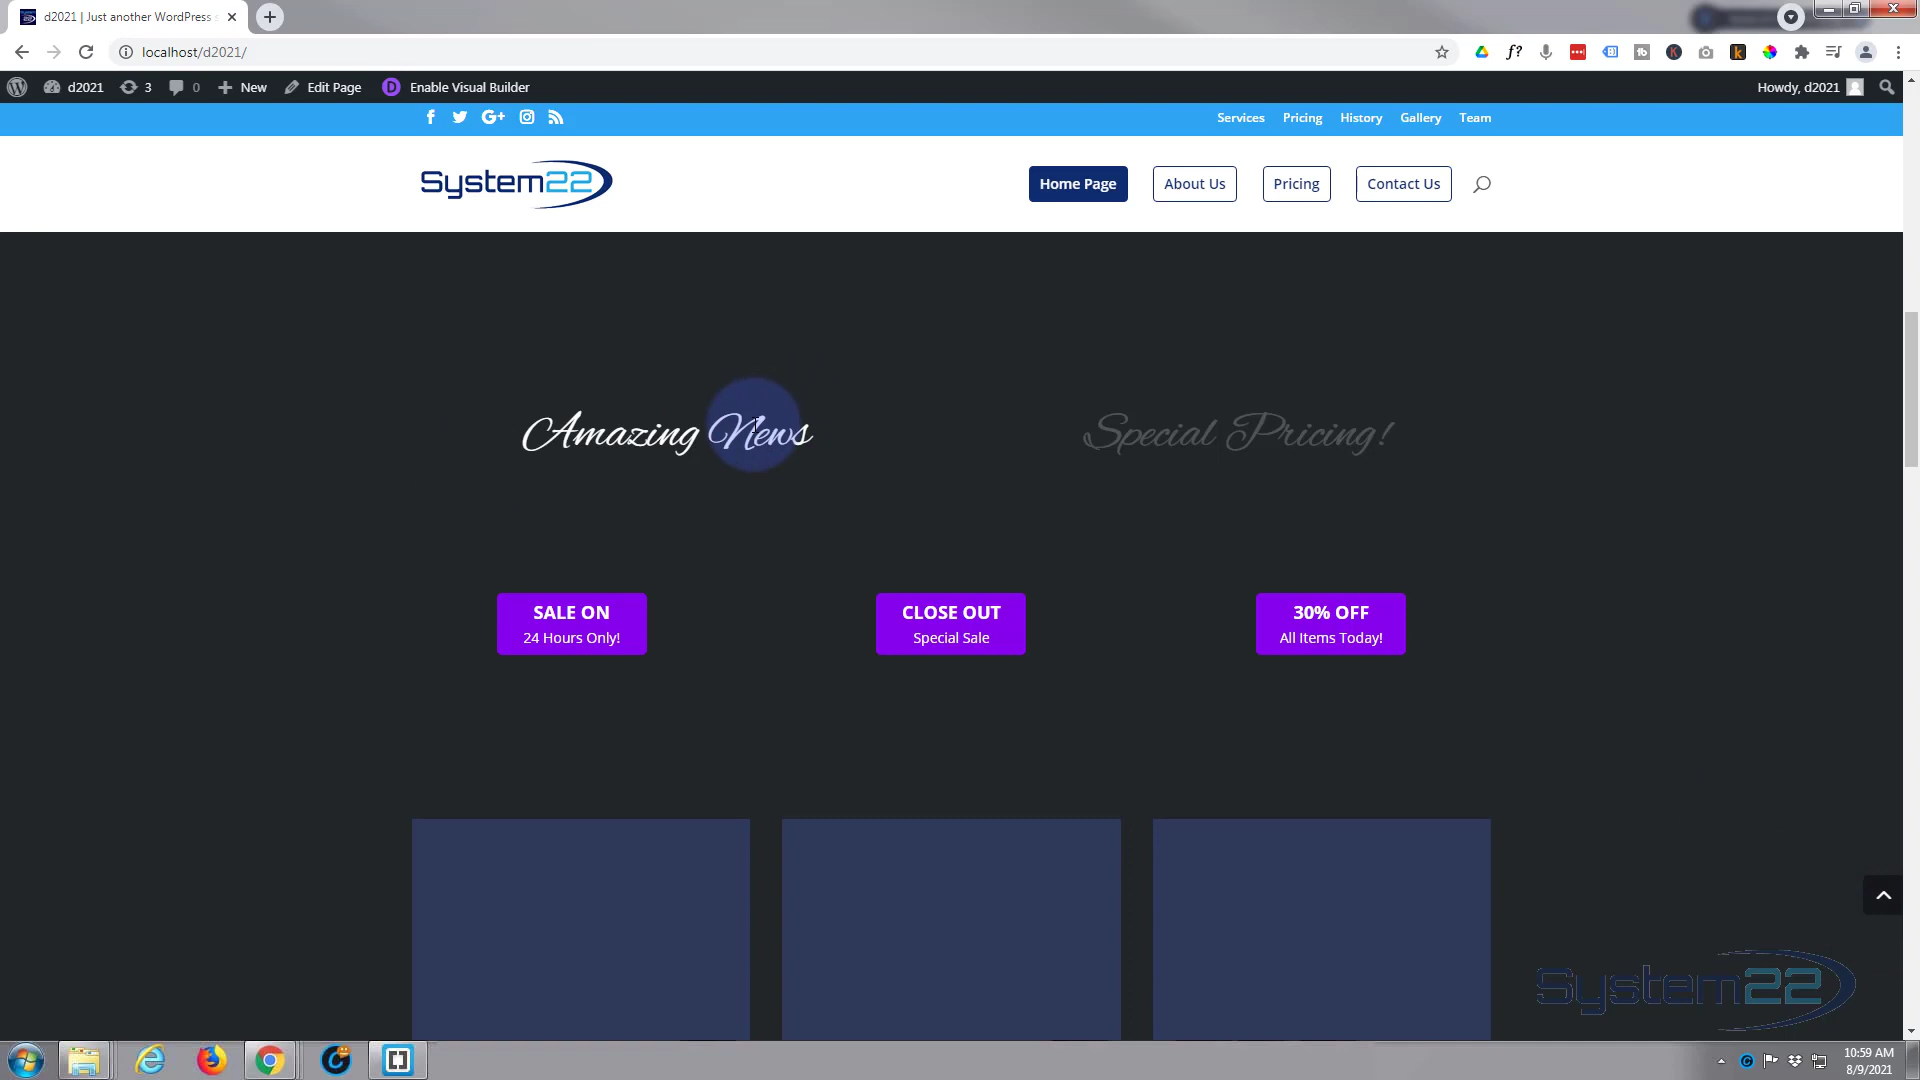 d2021 | Just another WordPress s
localhost/d2021/
d2021 3 0 New Edit Page Enable Visual Builder Howdy, d2021
Services Pricing History Gallery Team
System22 Home Page About Us Pricing Contact Us
Amazing News Special Pricing!
SALE ON CLOSE OUT 30% OFF
24 Hours Only! Special Sale All Items Today!
System22
10:59 AM
8/9/2021